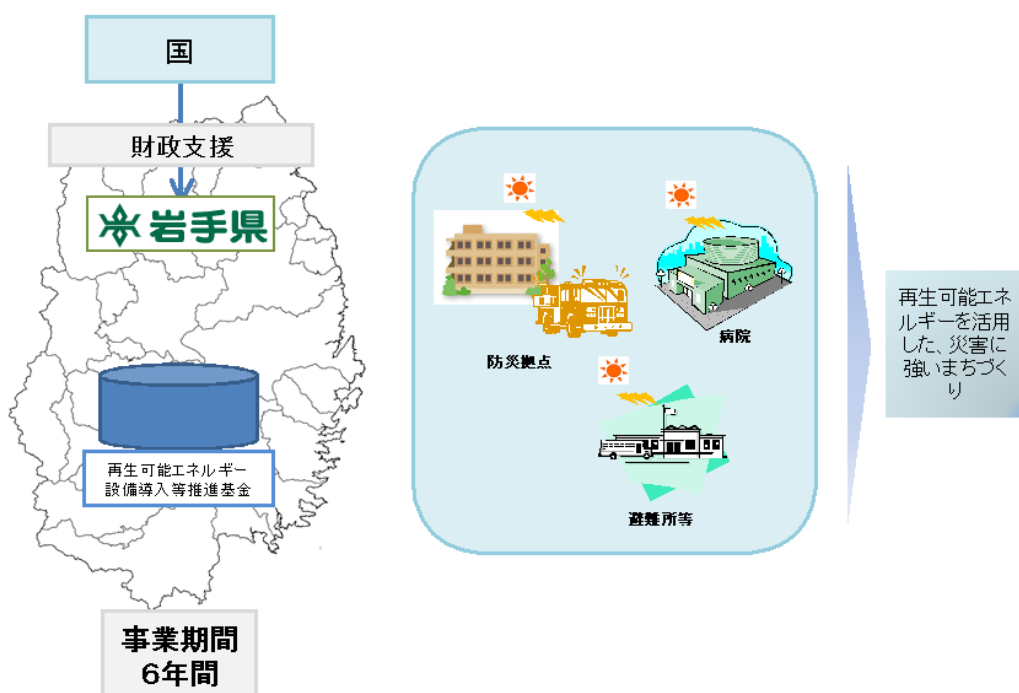 国
財政支援
岩手県
再生可能エネルギー
設備導入等推進基金
事業期間
6年間
防災拠点
病院
避難所等
再生可能エネ
ルギーを活用
した、災害に
強いまちづく
り